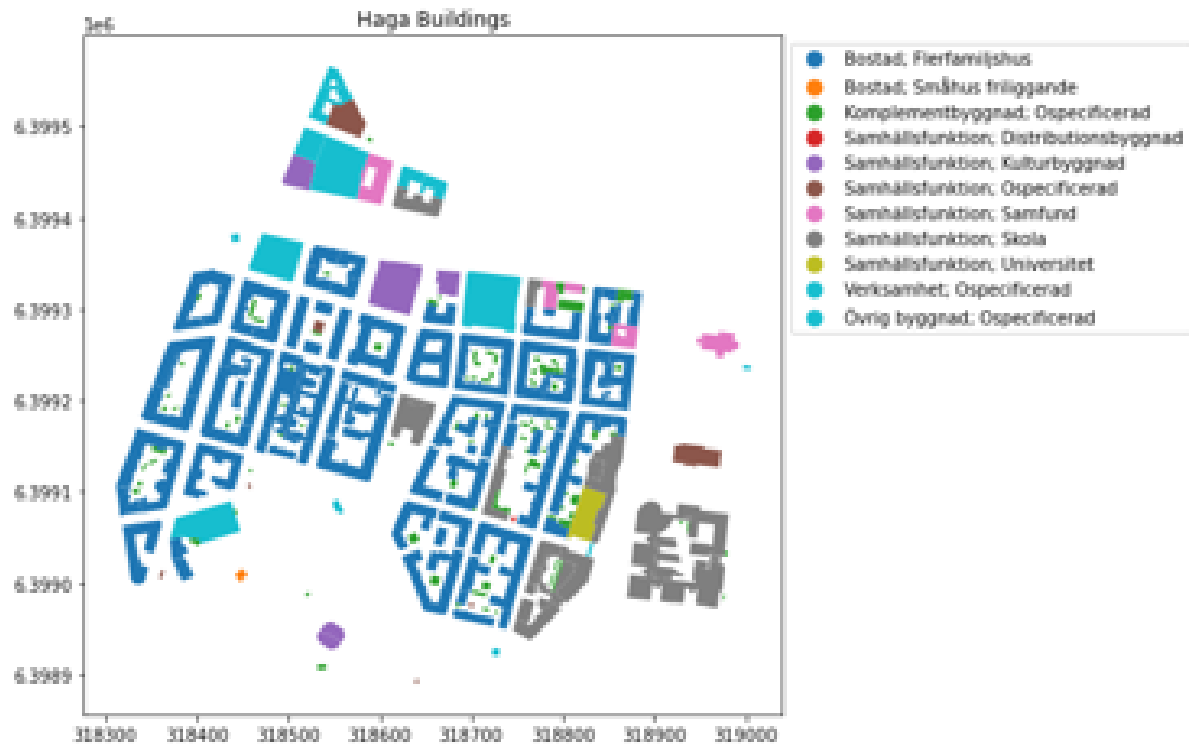 Haga Buildings
1e6
6.3995
6.3994
6.3993
6.3992
6.3991
6.3990
6.3989
318300 318400 318500 318600 318700 318800 318900 319000
Bostad; Flerfamiljshus
Bostad; Småhus friliggande
Komplementbyggnad; Ospecificerad
Samhällsfunktion; Distributionsbyggnad
Samhällsfunktion; Kulturbyggnad
Samhällsfunktion; Ospecificerad
Samhällsfunktion; Samfund
Samhällsfunktion; Skola
Samhällsfunktion; Universitet
Verksamhet; Ospecificerad
Övrig byggnad; Ospecificerad